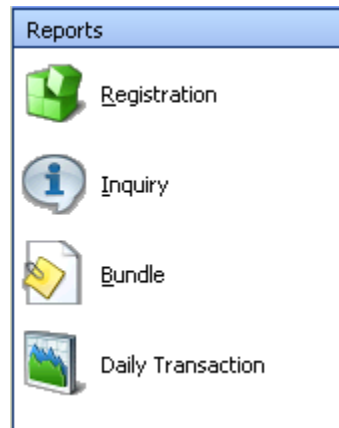 Reports
Registration
Inquiry
Bundle
Daily Transaction